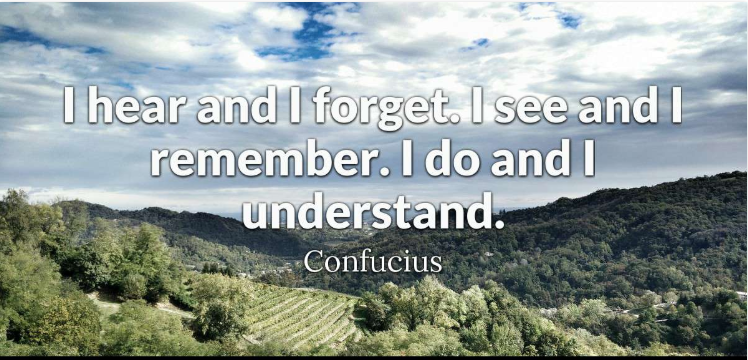 I hear and I forget. I see and I
remember. I do and I
understand.
Confucius